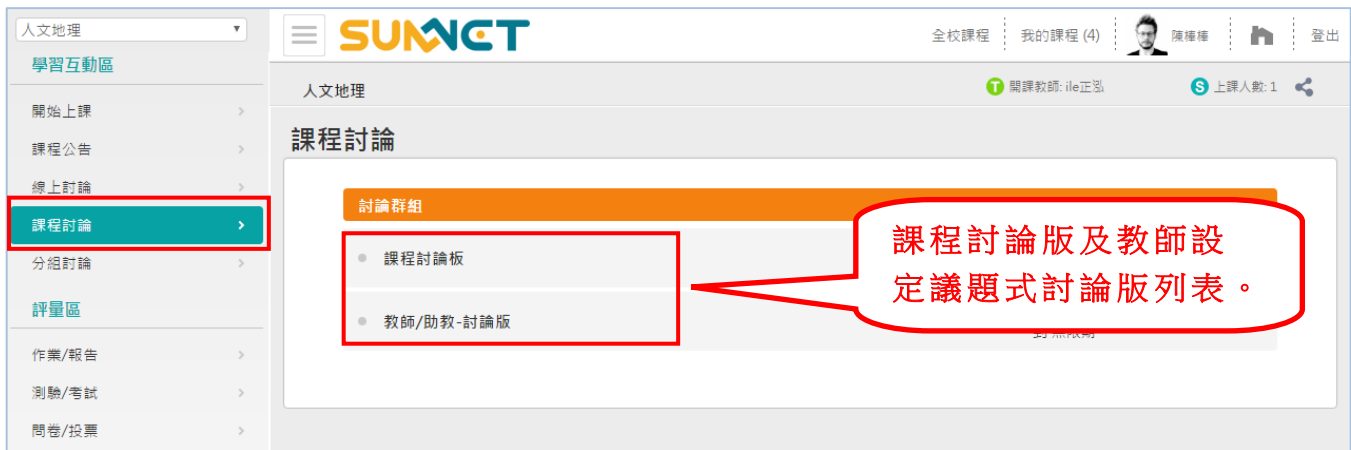 人文地理
學習互動區
開始上課
課程公告
線上討論
課程討論
分組討論
評量區
作業/報告
測驗/考試
問卷/投票
SUNNET
全校課程
我的課程 (4)
陳棒棒
登出
人文地理
T 開課教師: ile正泓
S 上課人數: 1
課程討論
討論群組
課程討論板
教師/助教-討論版
課程討論版及教師設
定議題式討論版列表。